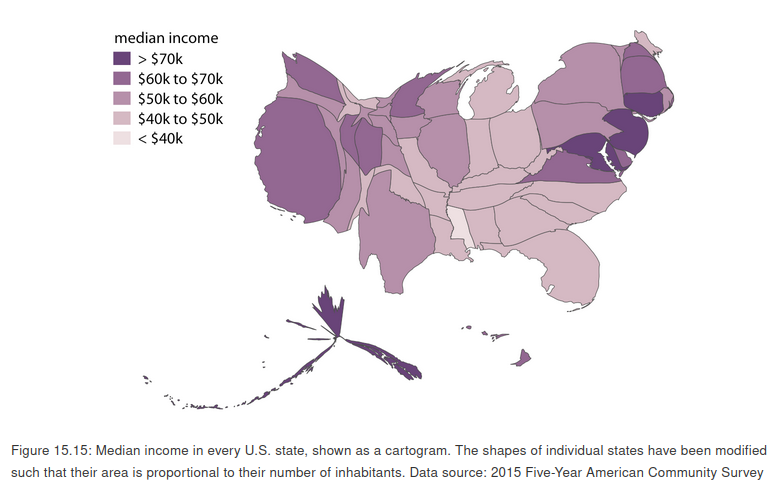 median income
> $70k
$60k to $70k
$50k to $60k
$40k to $50k
< $40k
Figure 15.15: Median income in every U.S. state, shown as a cartogram. The shapes of individual states have been modified
such that their area is proportional to their number of inhabitants. Data source: 2015 Five-Year American Community Survey